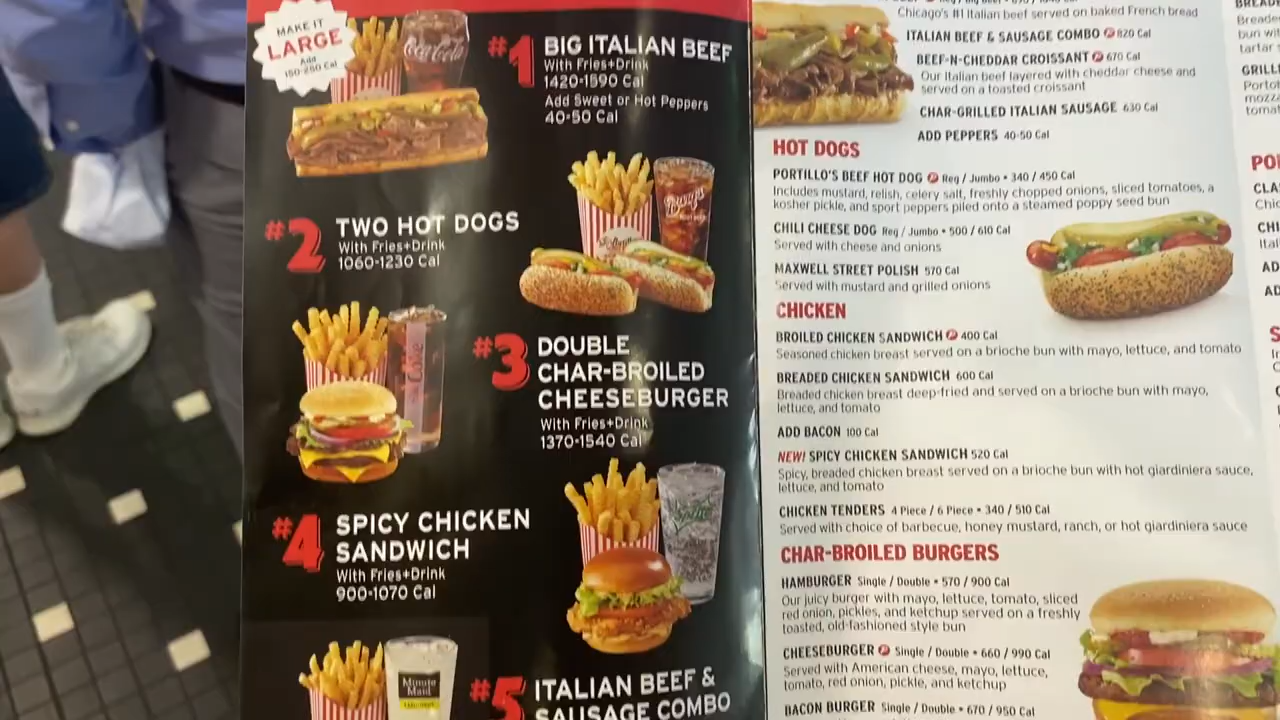 MAKE IT
LARGE
Add
150-250 Cal
Coca-Cola
#1
BIG ITALIAN BEEF
With Fries+Drink
1420-1590 Cal
Add Sweet or Hot Peppers
40-50 Cal
#2
TWO HOT DOGS
With Fries+Drink
1060-1230 Cal
Barq's
#3
DOUBLE
CHAR-BROILED
CHEESEBURGER
With Fries+Drink
1370-1540 Cal
Coke
#4
SPICY CHICKEN
SANDWICH
With Fries+Drink
900-1070 Cal
Sprite
Minute
Maid
#5
ITALIAN BEEF &
SAUSAGE COMBO
Chicago's #1 Italian beef served on baked French bread
ITALIAN BEEF & SAUSAGE COMBO 820 Cal
BEEF-N-CHEDDAR CROISSANT 670 Cal
Our Italian beef layered with cheddar cheese and
served on a toasted croissant
CHAR-GRILLED ITALIAN SAUSAGE 630 Cal
ADD PEPPERS 40-50 Cal
HOT DOGS
PORTILLO'S BEEF HOT DOG Reg / Jumbo • 340 / 450 Cal
Includes mustard, relish, celery salt, freshly chopped onions, sliced tomatoes, a
kosher pickle, and sport peppers piled onto a steamed poppy seed bun
CHILI CHEESE DOG Reg / Jumbo • 500 / 610 Cal
Served with cheese and onions
MAXWELL STREET POLISH 570 Cal
Served with mustard and grilled onions
CHICKEN
BROILED CHICKEN SANDWICH 400 Cal
Seasoned chicken breast served on a brioche bun with mayo, lettuce, and tomato
BREADED CHICKEN SANDWICH 600 Cal
Breaded chicken breast deep-fried and served on a brioche bun with mayo,
lettuce, and tomato
ADD BACON 100 Cal
NEW! SPICY CHICKEN SANDWICH 520 Cal
Spicy, breaded chicken breast served on a brioche bun with hot giardiniera sauce,
lettuce, and tomato
CHICKEN TENDERS 4 Piece / 6 Piece • 340 / 510 Cal
Served with choice of barbecue, honey mustard, ranch, or hot giardiniera sauce
CHAR-BROILED BURGERS
HAMBURGER Single / Double • 570 / 900 Cal
Our juicy burger with mayo, lettuce, tomato, sliced
red onion, pickles, and ketchup served on a freshly
toasted, old-fashioned style bun
CHEESEBURGER Single / Double • 660 / 990 Cal
Served with American cheese, mayo, lettuce,
tomato, red onion, pickle, and ketchup
BACON BURGER Single / Double • 670 / 950 Cal